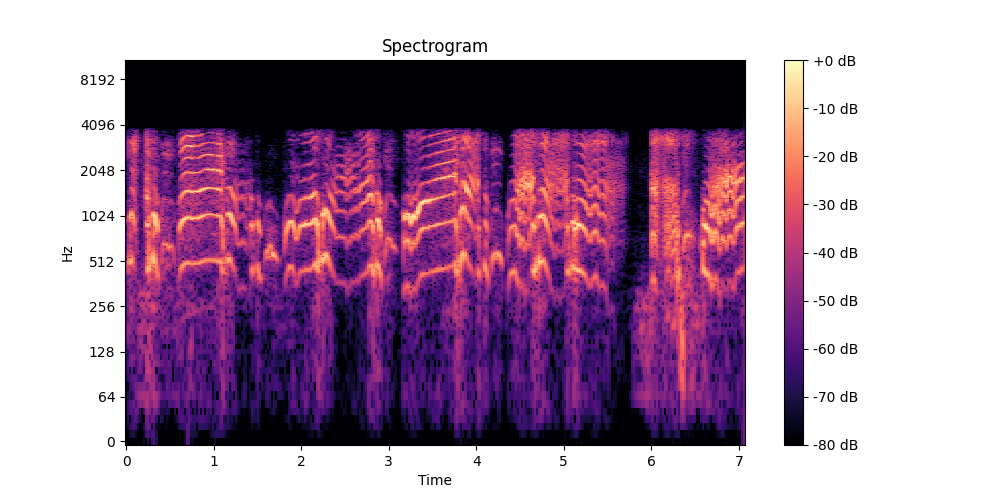 Spectrogram
8192
4096
2048
1024
512
256
128
64
0
Hz
0 1 2 3 4 5 6 7
Time
+0 dB
-10 dB
-20 dB
-30 dB
-40 dB
-50 dB
-60 dB
-70 dB
-80 dB